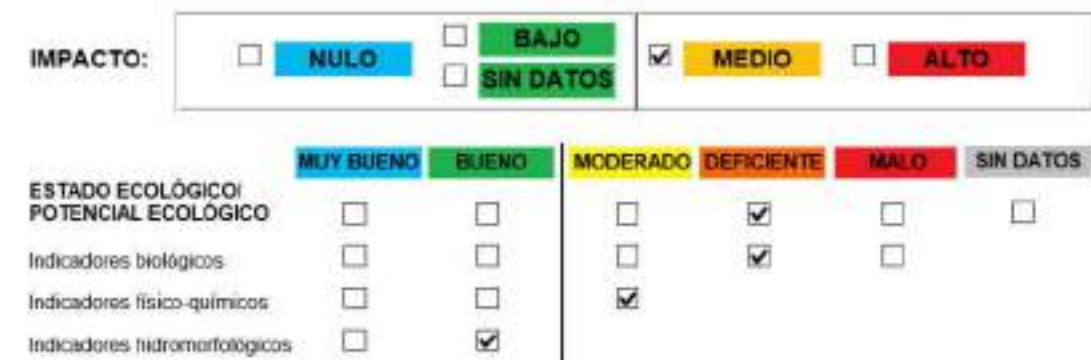 IMPACTO: NULO BAJO MEDIO ALTO
SIN DATOS
MUY BUENO BUENO MODERADO DEFICIENTE MALO SIN DATOS
ESTADO ECOLÓGICO/
POTENCIAL ECOLÓGICO
Indicadores biológicos
Indicadores físico-químicos
Indicadores hidromorfológicos